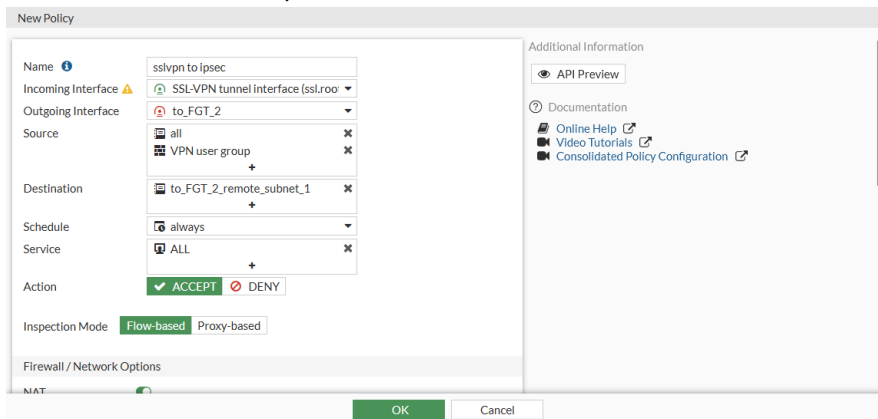 New Policy
Additional Information
Name
sslvpn to ipsec
API Preview
Incoming Interface
SSL-VPN tunnel interface (ssl.roo
Outgoing Interface
to_FGT_2
Documentation
Source
all
VPN user group
+
Online Help
Video Tutorials
Consolidated Policy Configuration
Destination
to_FGT_2_remote_subnet_1
+
Schedule
always
Service
ALL
+
Action
ACCEPT DENY
Inspection Mode Flow-based Proxy-based
Firewall / Network Options
NAT
OK Cancel